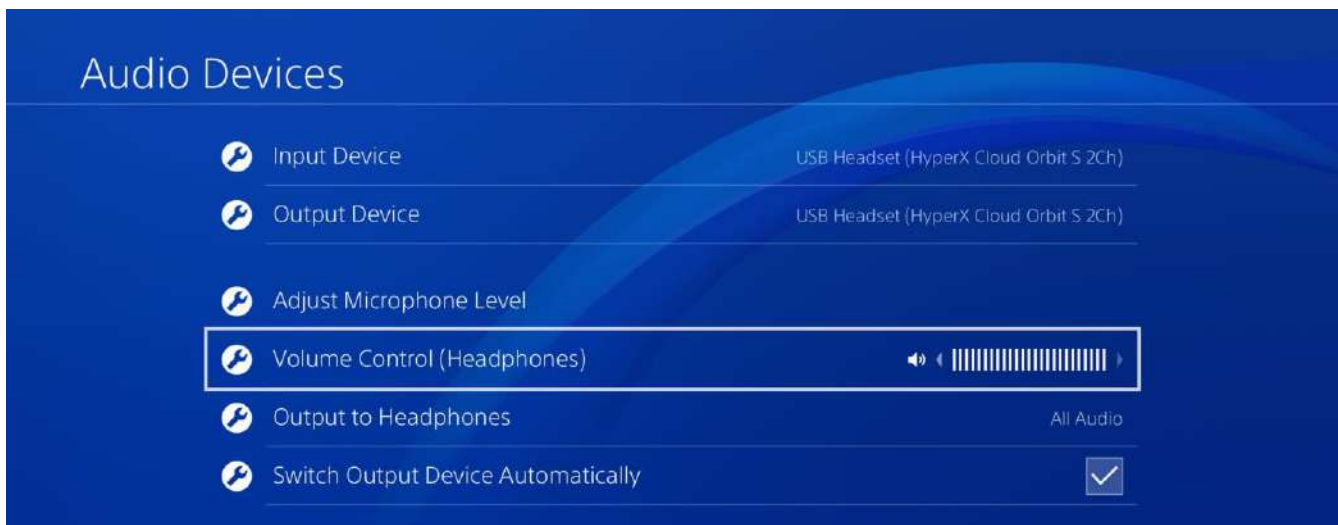 Audio Devices
Input Device USB Headset (HyperX Cloud Orbit S 2Ch)
Output Device USB Headset (HyperX Cloud Orbit S 2Ch)
Adjust Microphone Level
Volume Control (Headphones)
Output to Headphones All Audio
Switch Output Device Automatically